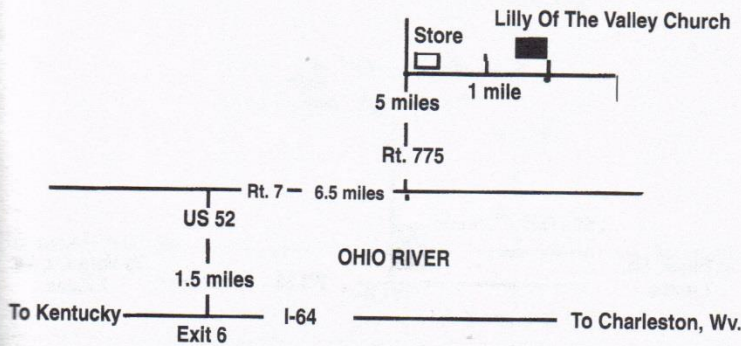 Lilly Of The Valley Church
Store
5 miles
1 mile
Rt. 775
Rt. 7
6.5 miles
US 52
OHIO RIVER
1.5 miles
To Kentucky
I-64
To Charleston, Wv.
Exit 6